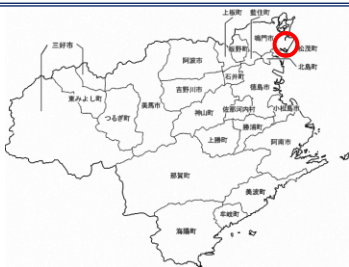 上板町
藍住町
三好市
鳴門市
板野町
松茂町
阿波市
北島町
石井町
東みよし町
吉野川市
徳島市
美馬市
つるぎ町
神山町
佐那河内村
小松島市
勝浦町
上勝町
阿南市
那賀町
美波町
牟岐町
海陽町